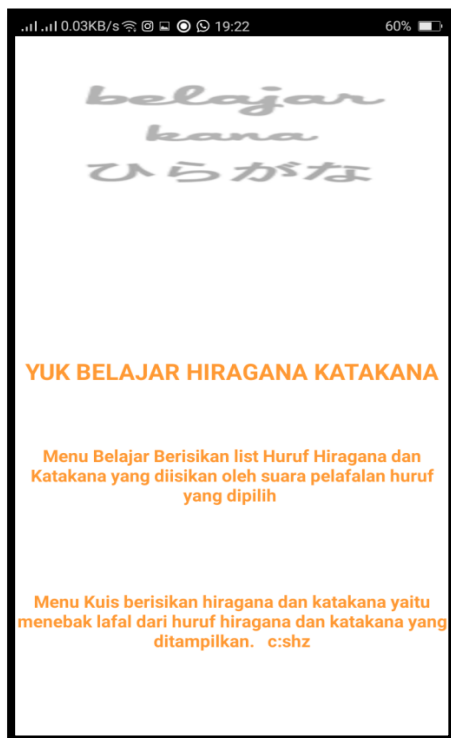 0.03KB/s 19:22 60%
belajar
kana
ひらがな
YUK BELAJAR HIRAGANA KATAKANA
Menu Belajar Berisikan list Huruf Hiragana dan
Katakana yang diisikan oleh suara pelafalan huruf
yang dipilih
Menu Kuis berisikan hiragana dan katakana yaitu
menebak lafal dari huruf hiragana dan katakana yang
ditampilkan. c:shz